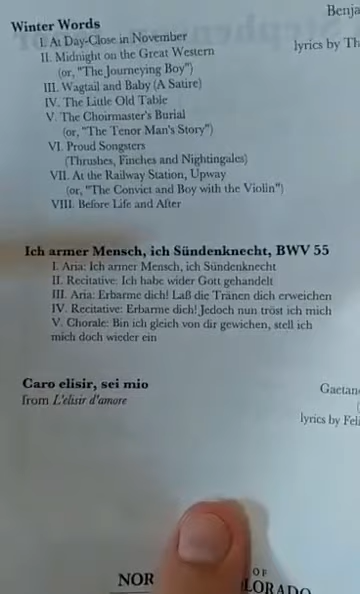 Winter Words
Benja
I. At Day-Close in November
II. Midnight on the Great Western
lyrics by Th
(or, "The Journeying Boy")
III. Wagtail and Baby (A Satire)
IV. The Little Old Table
V. The Choirmaster's Burial
(or, "The Tenor Man's Story")
VI. Proud Songsters
(Thrushes, Finches and Nightingales)
VII. At the Railway Station, Upway
(or, "The Convict and Boy with the Violin")
VIII. Before Life and After
Ich armer Mensch, ich Sündenknecht, BWV 55
I. Aria: Ich armer Mensch, ich Sündenknecht
II. Recitative: Ich habe wider Gott gehandelt
III. Aria: Erbarme dich! Laß die Tränen dich erweichen
IV. Recitative: Erbarme dich! Jedoch nun tröst ich mich
V. Chorale: Bin ich gleich von dir gewichen, stell ich
mich doch wieder ein
Caro elisir, sei mio
Gaetan
from L'elisir d'amore
(
lyrics by Feli
OF
NOR
OLORADO